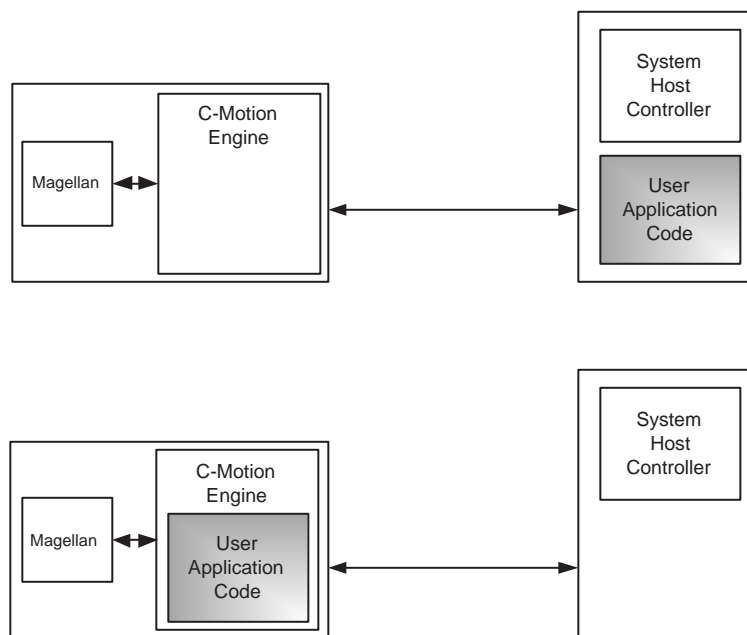 C-Motion
Engine
Magellan
System
Host
Controller
User
Application
Code
C-Motion
Engine
Magellan
User
Application
Code
System
Host
Controller